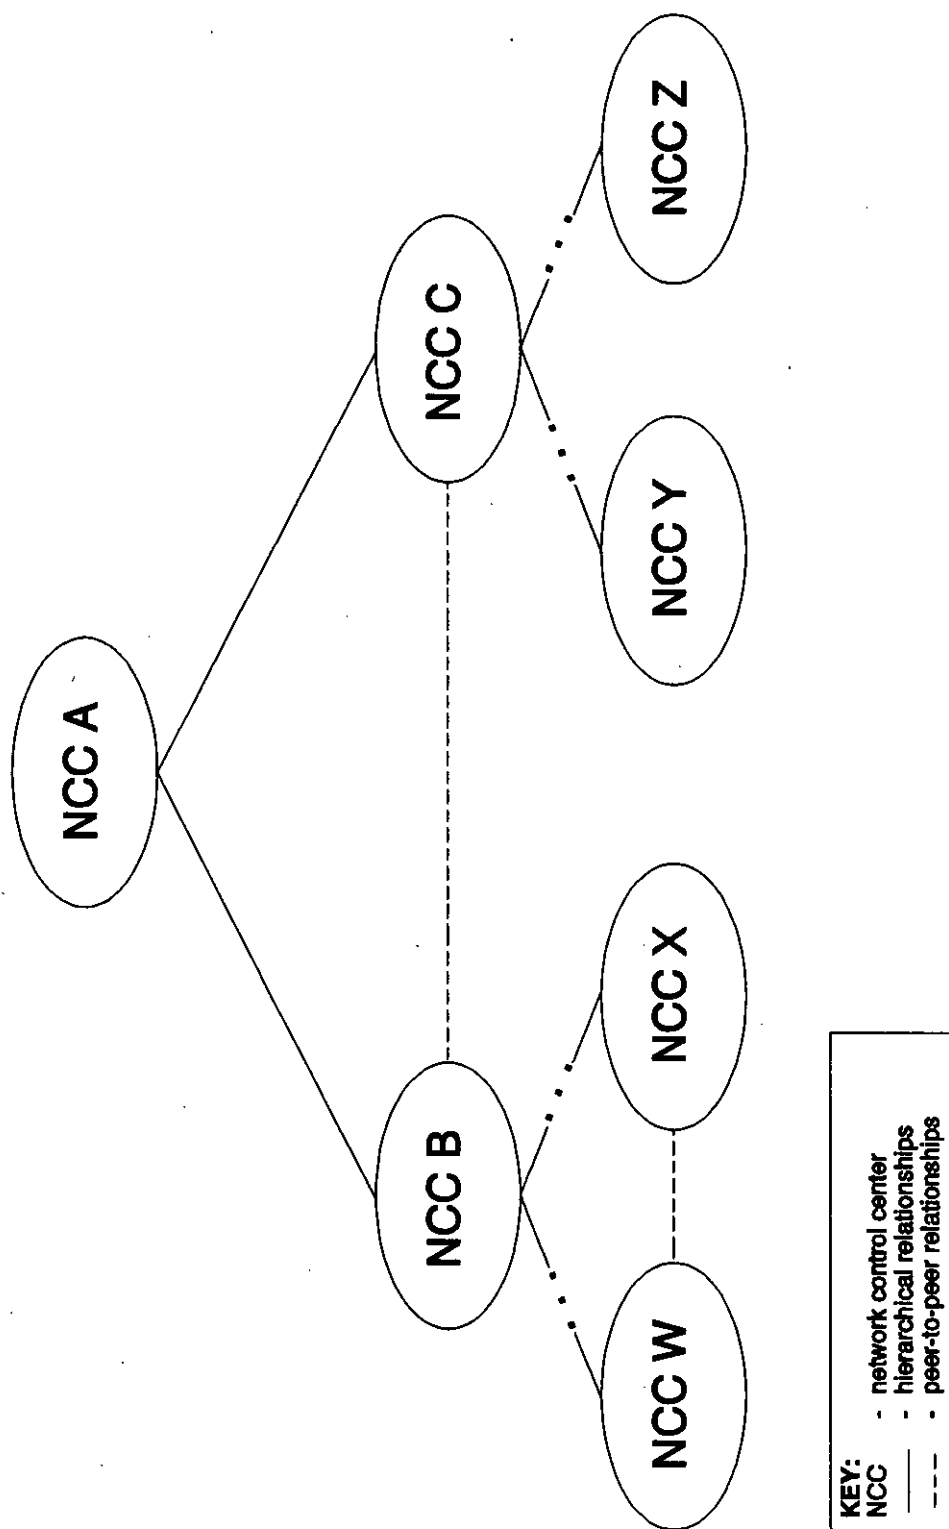 NCC A
NCC B
NCC C
NCC W
NCC X
NCC Y
NCC Z
KEY:
NCC - network control center
- hierarchical relationships
- peer-to-peer relationships